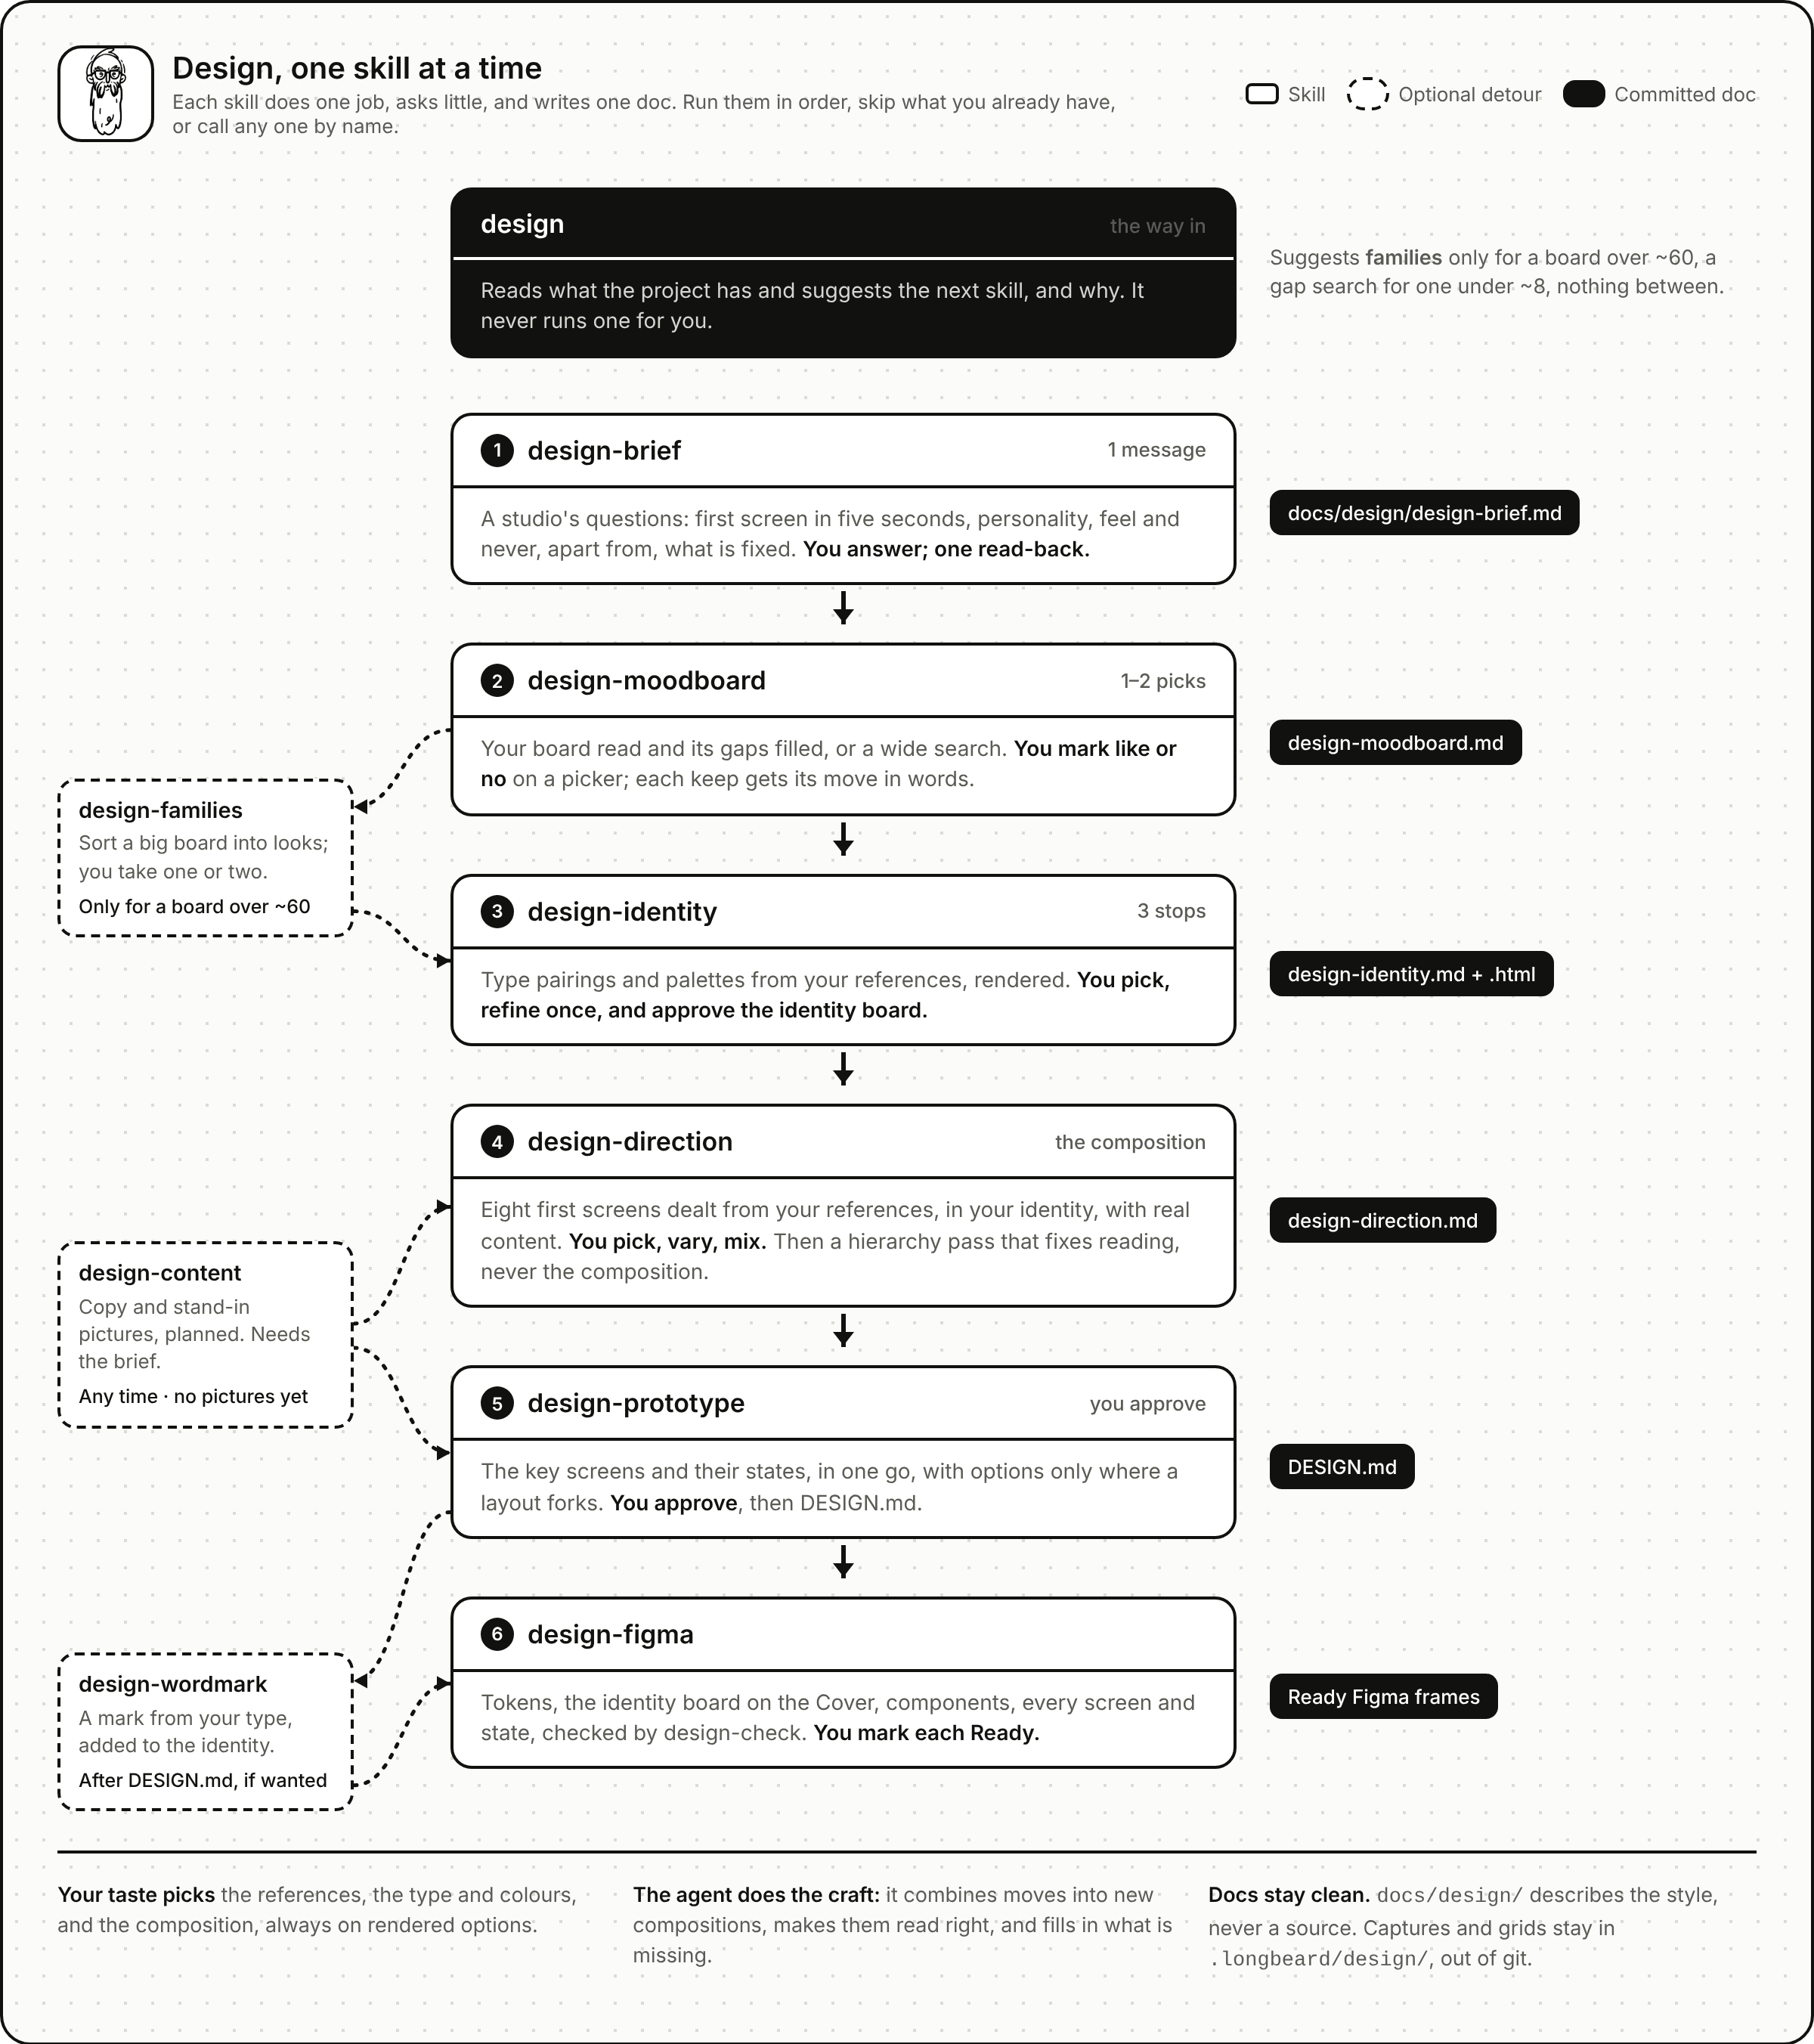 Design, one skill at a time
Each skill does one job, asks little, and writes one doc. Run them in order, skip what you already have,
or call any one by name.
Skill
Optional detour
Committed doc
design
the way in
Reads what the project has and suggests the next skill, and why. It
never runs one for you.
Suggests families only for a board over ~60, a
gap search for one under ~8, nothing between.
1 design-brief
1 message
A studio's questions: first screen in five seconds, personality, feel and
never, apart from, what is fixed. You answer; one read-back.
docs/design/design-brief.md
2 design-moodboard
1–2 picks
Your board read and its gaps filled, or a wide search. You mark like or
no on a picker; each keep gets its move in words.
design-moodboard.md
design-families
Sort a big board into looks;
you take one or two.
Only for a board over ~60
3 design-identity
3 stops
Type pairings and palettes from your references, rendered. You pick,
refine once, and approve the identity board.
design-identity.md + .html
4 design-direction
the composition
Eight first screens dealt from your references, in your identity, with real
content. You pick, vary, mix. Then a hierarchy pass that fixes reading,
never the composition.
design-direction.md
design-content
Copy and stand-in
pictures, planned. Needs
the brief.
Any time · no pictures yet
5 design-prototype
you approve
The key screens and their states, in one go, with options only where a
layout forks. You approve, then DESIGN.md.
DESIGN.md
6 design-figma
Tokens, the identity board on the Cover, components, every screen and
state, checked by design-check. You mark each Ready.
Ready Figma frames
design-wordmark
A mark from your type,
added to the identity.
After DESIGN.md, if wanted
Your taste picks the references, the type and colours,
and the composition, always on rendered options.
The agent does the craft: it combines moves into new
compositions, makes them read right, and fills in what is
missing.
Docs stay clean. docs/design/ describes the style,
never a source. Captures and grids stay in
.longbeard/design/, out of git.